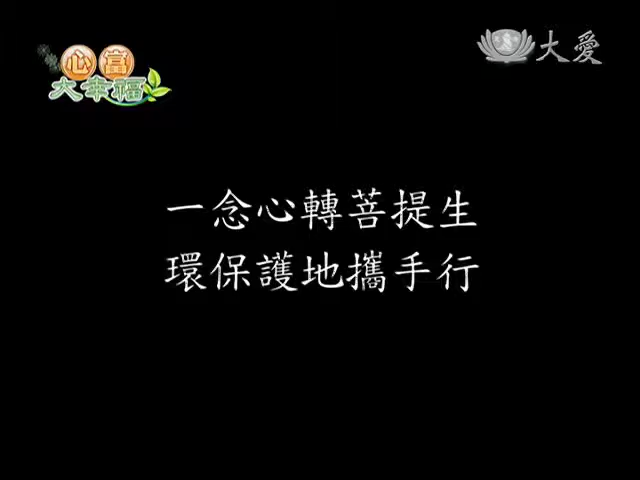 心富
大幸福
大愛
一念心轉菩提生
環保護地攜手行